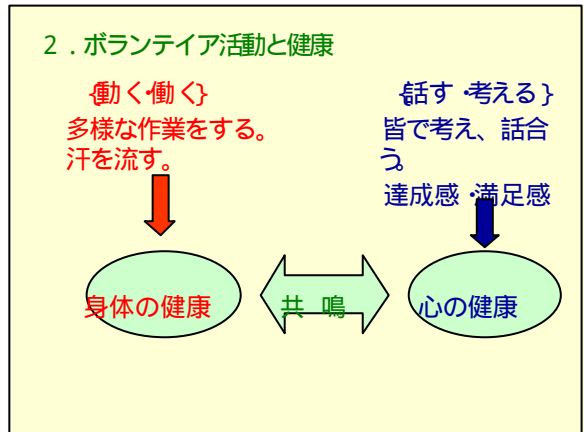 ２．ボランテイア活動と健康
{動く・働く}
多様な作業をする。
汗を流す。
{話す・考える}
皆で考え、話合
う。
達成感・満足感
身体の健康
共 鳴
心の健康